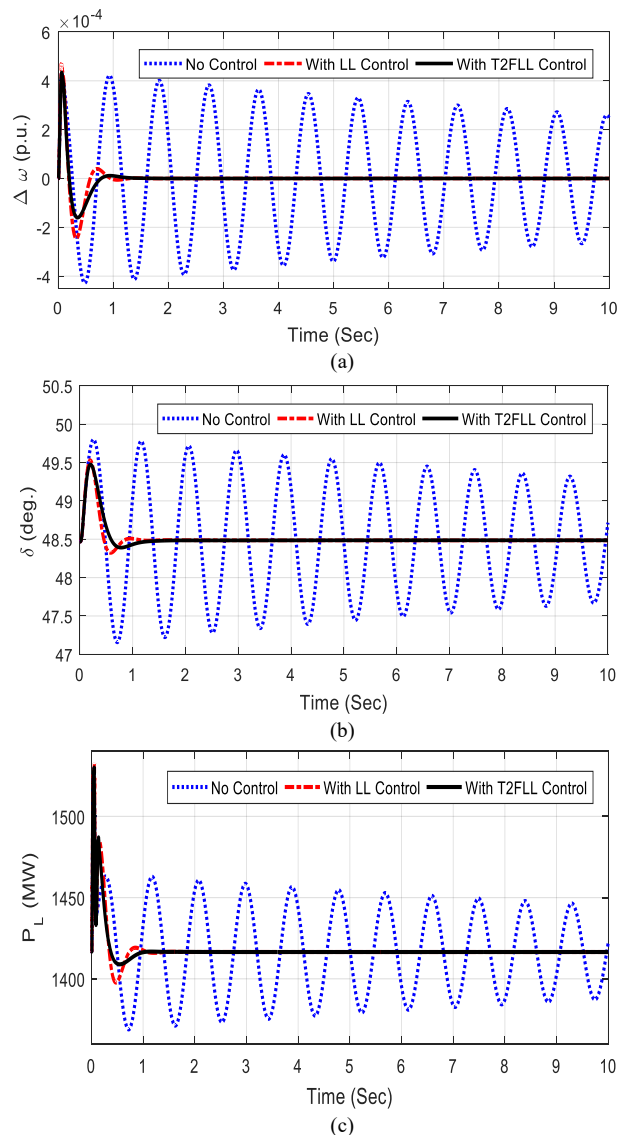 6 ×10⁻⁴
No Control With LL Control With T2FLL Control
4
2
0
-2
-4
Δ ω (p.u.)
0 1 2 3 4 5 6 7 8 9 10
Time (Sec)
(a)
50.5
No Control With LL Control With T2FLL Control
50
49.5
49
48.5
48
47.5
47
δ (deg.)
0 1 2 3 4 5 6 7 8 9 10
Time (Sec)
(b)
No Control With LL Control With T2FLL Control
1500
1450
1400
P_L (MW)
0 1 2 3 4 5 6 7 8 9 10
Time (Sec)
(c)